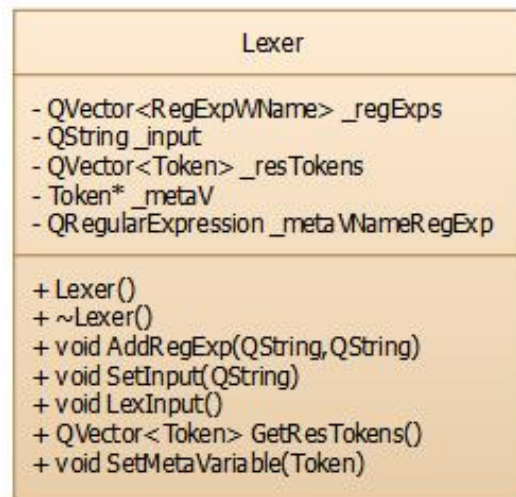 Lexer
- QVector<RegExpWName> _regExps
- QString _input
- QVector<Token> _resTokens
- Token* _metaV
- QRegularExpression _metaVNameRegExp
+ Lexer()
+ ~Lexer()
+ void AddRegExp(QString,QString)
+ void SetInput(QString)
+ void LexInput()
+ QVector<Token> GetResTokens()
+ void SetMetaVariable(Token)